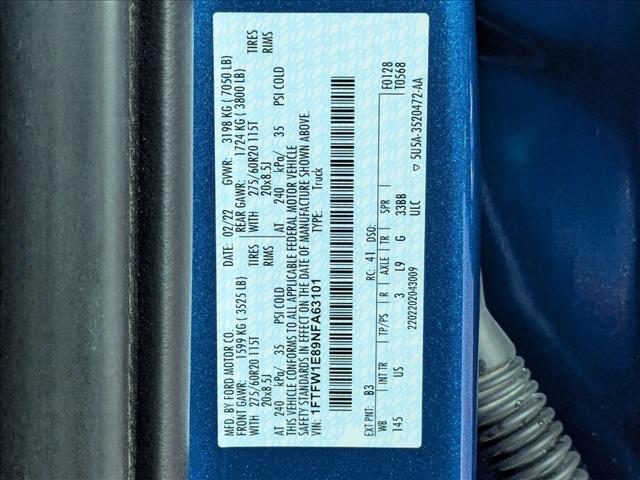 MFD. BY FORD MOTOR CO.
DATE: 02/22 GVWR: 3198 KG ( 7050 LB)
FRONT GAWR: 1599 KG ( 3525 LB) REAR GAWR: 1724 KG ( 3800 LB)
WITH 275/60R20 115T TIRES WITH 275/60R20 115T TIRES
20x8.5J RIMS 20x8.5J RIMS
AT 240 kPa/ 35 PSI COLD AT 240 kPa/ 35 PSI COLD
THIS VEHICLE CONFORMS TO ALL APPLICABLE FEDERAL MOTOR VEHICLE
SAFETY STANDARDS IN EFFECT ON THE DATE OF MANUFACTURE SHOWN ABOVE.
VIN: 1FTFW1E89NFA63101 TYPE: Truck
F0128
T0568
EXT PNT: B3 RC: 41 DSO:
WB INT TR TP/PS R AXLE TR SPR
145 US 3 L9 G 33BB
ULC
2202202043009 5U5A-3520472-AA